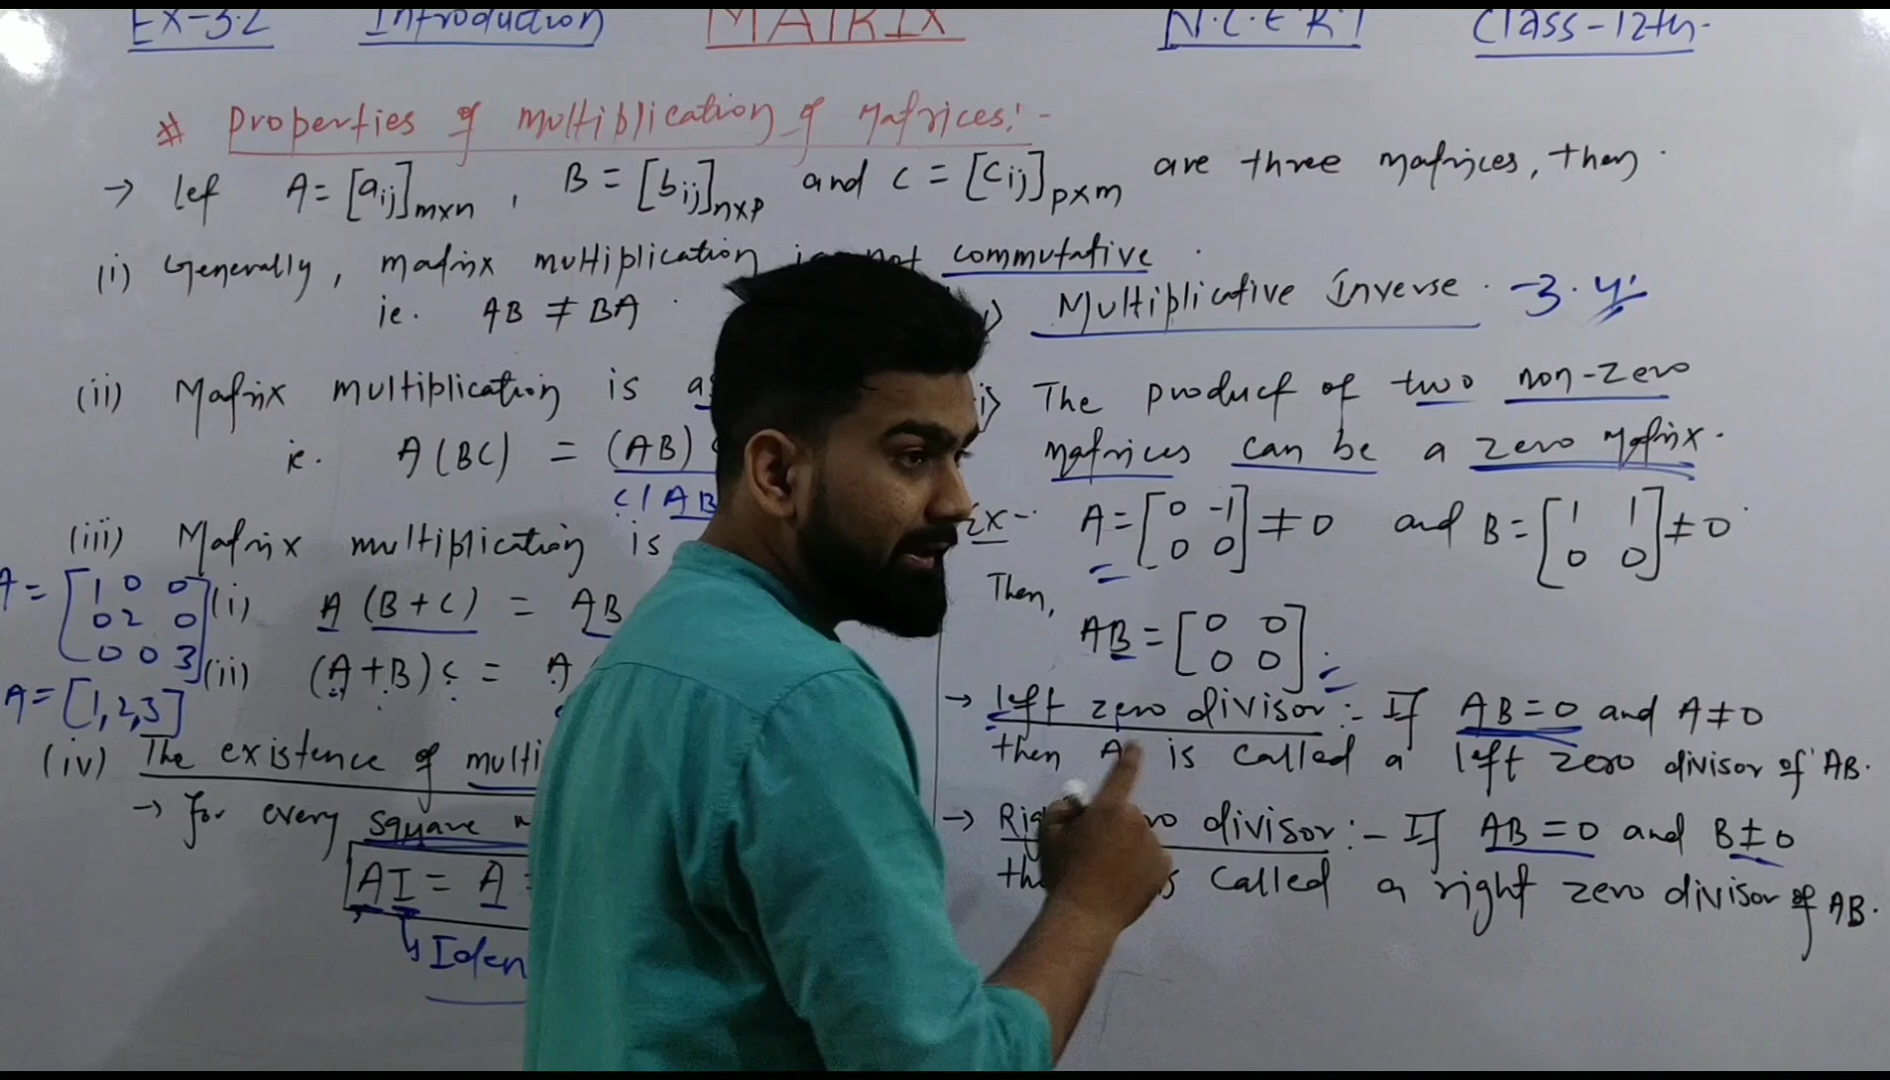 Ex-3.2 Introduction MATRIX N.C.E.R.T Class-12th.
* Properties of multiplication of Matrices:-
→ let A = [aij]m×n , B = [bij]n×p and C = [Cij]p×m are three matrices, then
(i) Generally, matrix multiplication is not commutative.
ie. AB ≠ BA
(ii) Matrix multiplication is
ie. A(BC) = (AB)
C(AB
(iii) Matrix multiplication is
A = [1 0 0
0 2 0
0 0 3]
(i) A(B+C) = AB
(ii) (A+B)C = A
A = [1,2,3]
(iv) The existence of multi
→ for every square
AI = A =
↳ Iden
Multiplicative Inverse. -3.4
The product of two non-zero
matrices can be a zero matrix.
Ex- A = [0 -1
0 0] ≠ 0 and B = [1 1
0 0] ≠ 0
Then,
AB = [0 0
0 0]
→ left zero divisor:- If AB = 0 and A ≠ 0
then A is called a left zero divisor of AB.
→ divisor:- If AB = 0 and B ≠ 0
called a right zero divisor of AB.